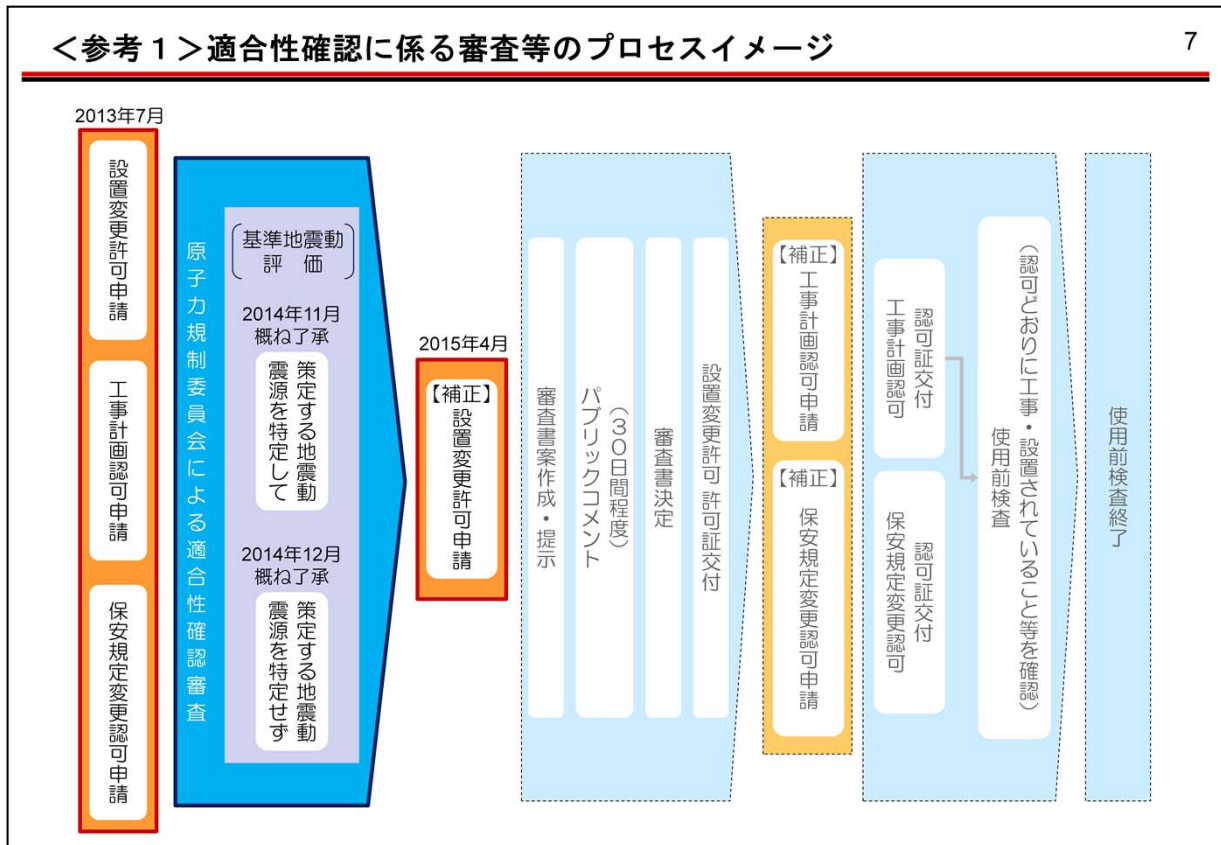 ＜参考１＞適合性確認に係る審査等のプロセスイメージ
7
2013年7月
設置変更許可申請
工事計画認可申請
保安規定変更認可申請
原子力規制委員会による適合性確認審査
基準地震動
評価
2014年11月
概ね了承
震源を特定して
策定する地震動
2014年12月
概ね了承
震源を特定せず
策定する地震動
2015年4月
【補正】
設置変更許可申請
審査書案作成・提示
パブリックコメント
（30日間程度）
審査書決定
設置変更許可 許可証交付
【補正】
工事計画認可申請
【補正】
保安規定変更認可申請
工事計画認可
認可証交付
保安規定変更認可
認可証交付
使用前検査
（認可どおりに工事・設置されていること等を確認）
使用前検査終了